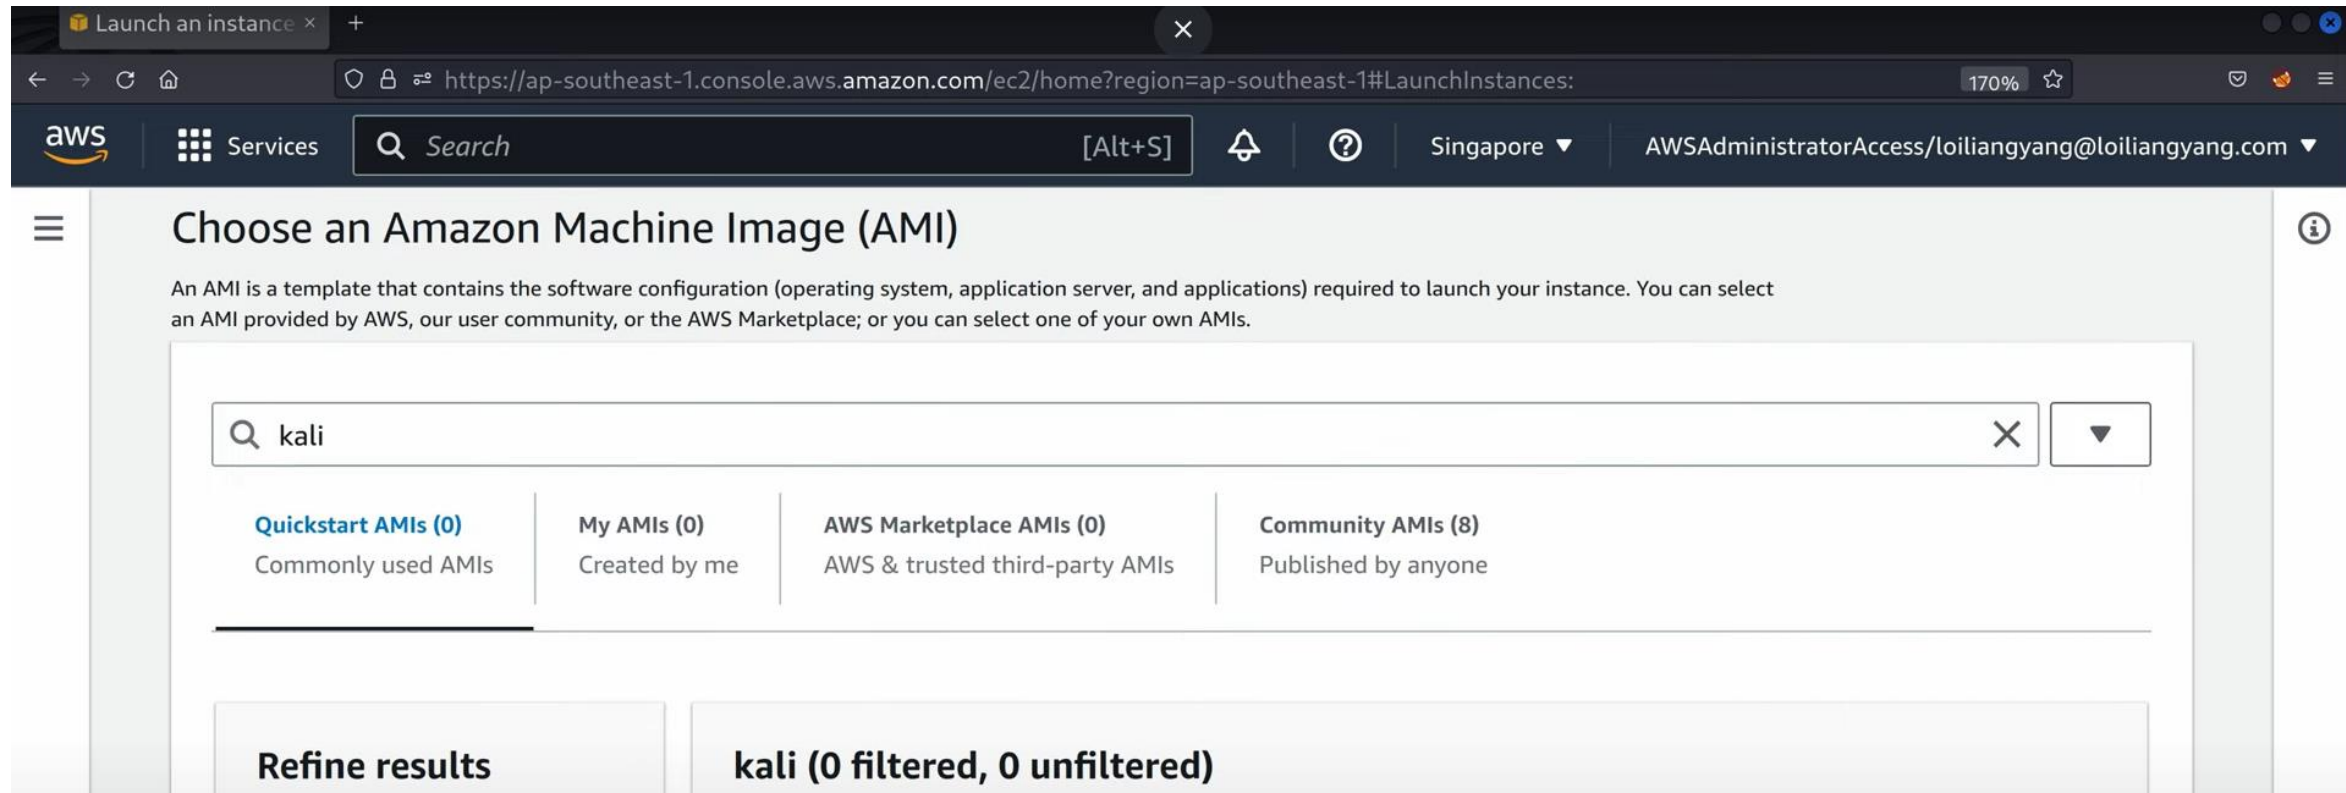 Launch an instance
https://ap-southeast-1.console.aws.amazon.com/ec2/home?region=ap-southeast-1#LaunchInstances:
170%
aws
Services
Search
[Alt+S]
Singapore
AWSAdministratorAccess/loiliangyang@loiliangyang.com
Choose an Amazon Machine Image (AMI)
An AMI is a template that contains the software configuration (operating system, application server, and applications) required to launch your instance. You can select
an AMI provided by AWS, our user community, or the AWS Marketplace; or you can select one of your own AMIs.
kali
Quickstart AMIs (0)
Commonly used AMIs
My AMIs (0)
Created by me
AWS Marketplace AMIs (0)
AWS & trusted third-party AMIs
Community AMIs (8)
Published by anyone
Refine results
kali (0 filtered, 0 unfiltered)